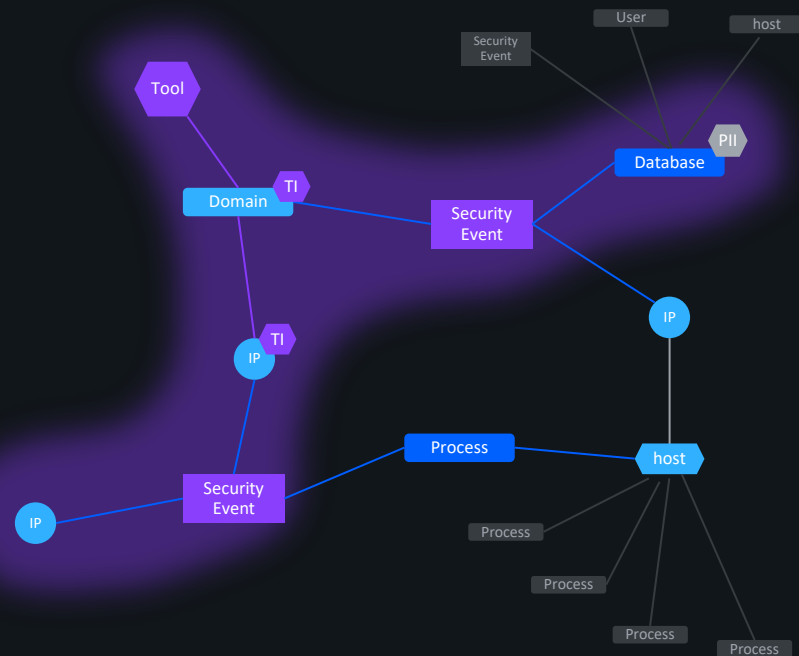 User
host
Security
Event
Tool
PII
Database
TI
Domain
Security
Event
IP
TI
IP
Process
host
Security
Event
IP
Process
Process
Process
Process